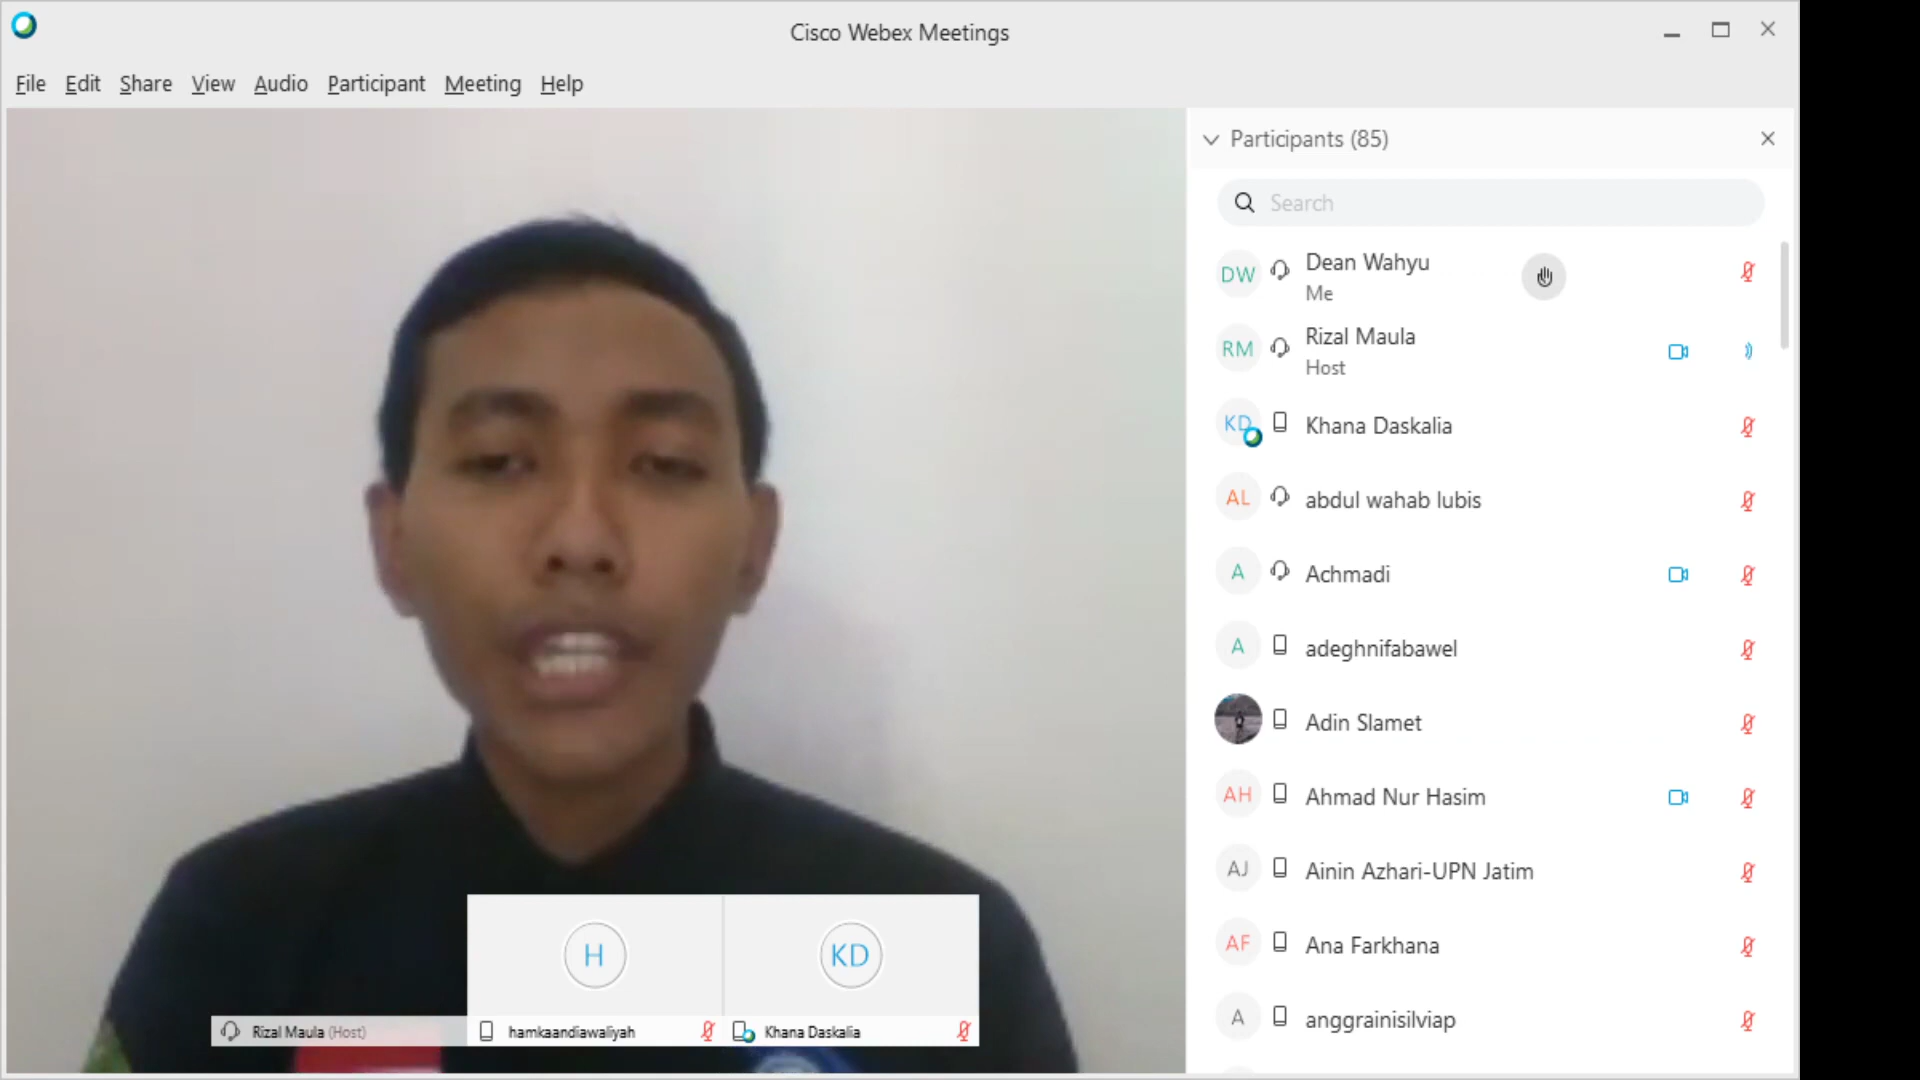 Cisco Webex Meetings
File Edit Share View Audio Participant Meeting Help
Participants (85)
Search
DW Dean Wahyu
Me
RM Rizal Maula
Host
KD Khana Daskalia
AL abdul wahab lubis
A Achmadi
A adeghnifabawel
Adin Slamet
AH Ahmad Nur Hasim
AJ Ainin Azhari-UPN Jatim
AF Ana Farkhana
A anggrainisilviap
H KD
Rizal Maula (Host) hamkaandiawaliyah Khana Daskalia